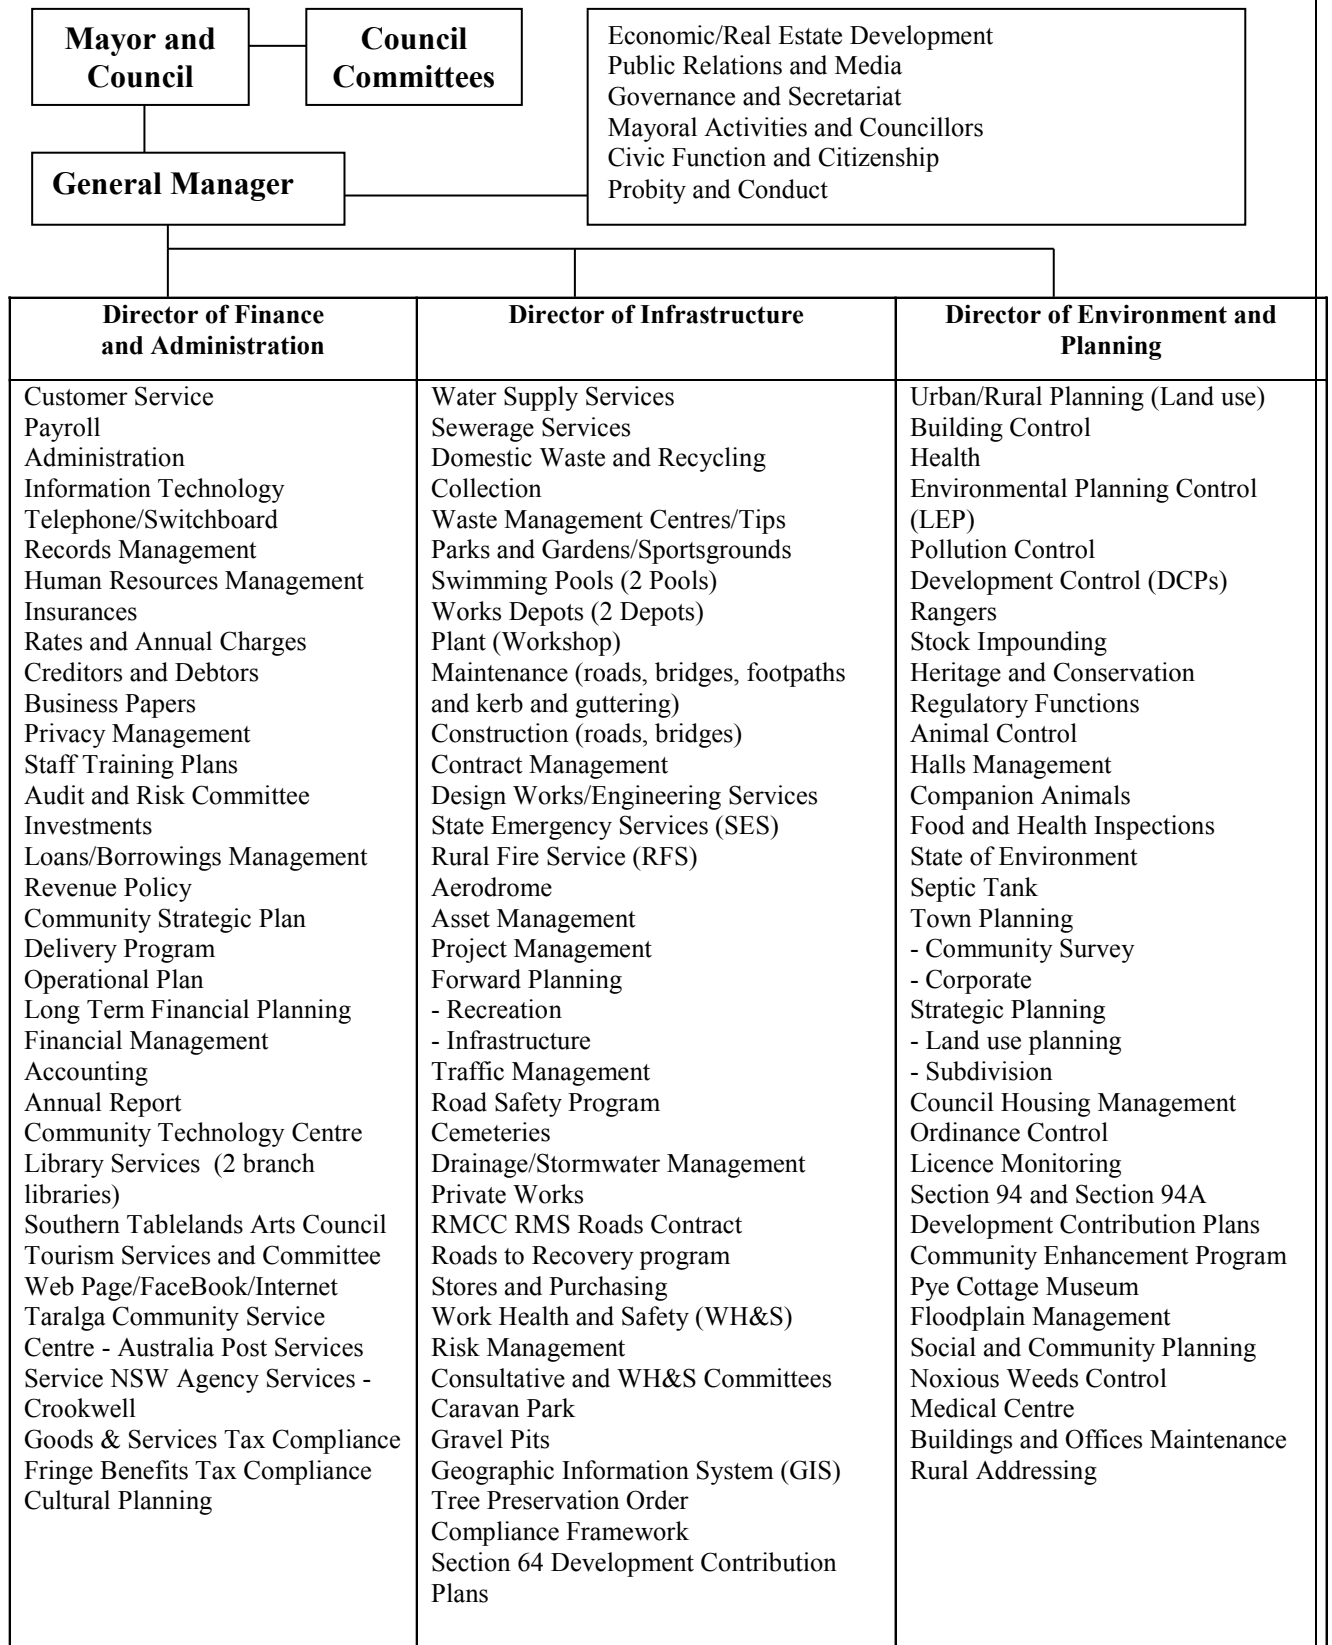 Mayor and
Council
Council
Committees
Economic/Real Estate Development
Public Relations and Media
Governance and Secretariat
Mayoral Activities and Councillors
Civic Function and Citizenship
Probity and Conduct
General Manager
Director of Finance
and Administration
Customer Service
Payroll
Administration
Information Technology
Telephone/Switchboard
Records Management
Human Resources Management
Insurances
Rates and Annual Charges
Creditors and Debtors
Business Papers
Privacy Management
Staff Training Plans
Audit and Risk Committee
Investments
Loans/Borrowings Management
Revenue Policy
Community Strategic Plan
Delivery Program
Operational Plan
Long Term Financial Planning
Financial Management
Accounting
Annual Report
Community Technology Centre
Library Services  (2 branch
libraries)
Southern Tablelands Arts Council
Tourism Services and Committee
Web Page/FaceBook/Internet
Taralga Community Service
Centre - Australia Post Services
Service NSW Agency Services -
Crookwell
Goods & Services Tax Compliance
Fringe Benefits Tax Compliance
Cultural Planning
Director of Infrastructure
Water Supply Services
Sewerage Services
Domestic Waste and Recycling
Collection
Waste Management Centres/Tips
Parks and Gardens/Sportsgrounds
Swimming Pools (2 Pools)
Works Depots (2 Depots)
Plant (Workshop)
Maintenance (roads, bridges, footpaths
and kerb and guttering)
Construction (roads, bridges)
Contract Management
Design Works/Engineering Services
State Emergency Services (SES)
Rural Fire Service (RFS)
Aerodrome
Asset Management
Project Management
Forward Planning
- Recreation
- Infrastructure
Traffic Management
Road Safety Program
Cemeteries
Drainage/Stormwater Management
Private Works
RMCC RMS Roads Contract
Roads to Recovery program
Stores and Purchasing
Work Health and Safety (WH&S)
Risk Management
Consultative and WH&S Committees
Caravan Park
Gravel Pits
Geographic Information System (GIS)
Tree Preservation Order
Compliance Framework
Section 64 Development Contribution
Plans
Director of Environment and
Planning
Urban/Rural Planning (Land use)
Building Control
Health
Environmental Planning Control
(LEP)
Pollution Control
Development Control (DCPs)
Rangers
Stock Impounding
Heritage and Conservation
Regulatory Functions
Animal Control
Halls Management
Companion Animals
Food and Health Inspections
State of Environment
Septic Tank
Town Planning
- Community Survey
- Corporate
Strategic Planning
- Land use planning
- Subdivision
Council Housing Management
Ordinance Control
Licence Monitoring
Section 94 and Section 94A
Development Contribution Plans
Community Enhancement Program
Pye Cottage Museum
Floodplain Management
Social and Community Planning
Noxious Weeds Control
Medical Centre
Buildings and Offices Maintenance
Rural Addressing